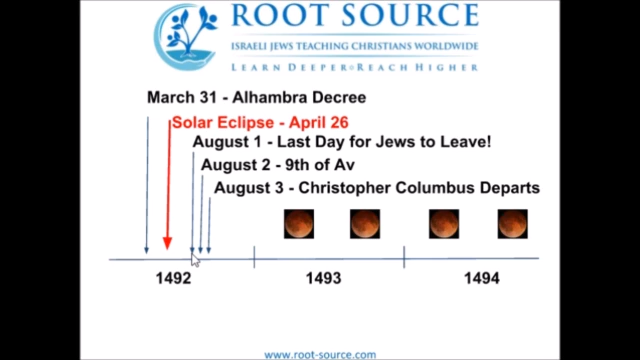 ROOT SOURCE
ISRAELI JEWS TEACHING CHRISTIANS WORLDWIDE
LEARN DEEPER◦REACH HIGHER
March 31 - Alhambra Decree
Solar Eclipse - April 26
August 1 - Last Day for Jews to Leave!
August 2 - 9th of Av
August 3 - Christopher Columbus Departs
1492 1493 1494
www.root-source.com